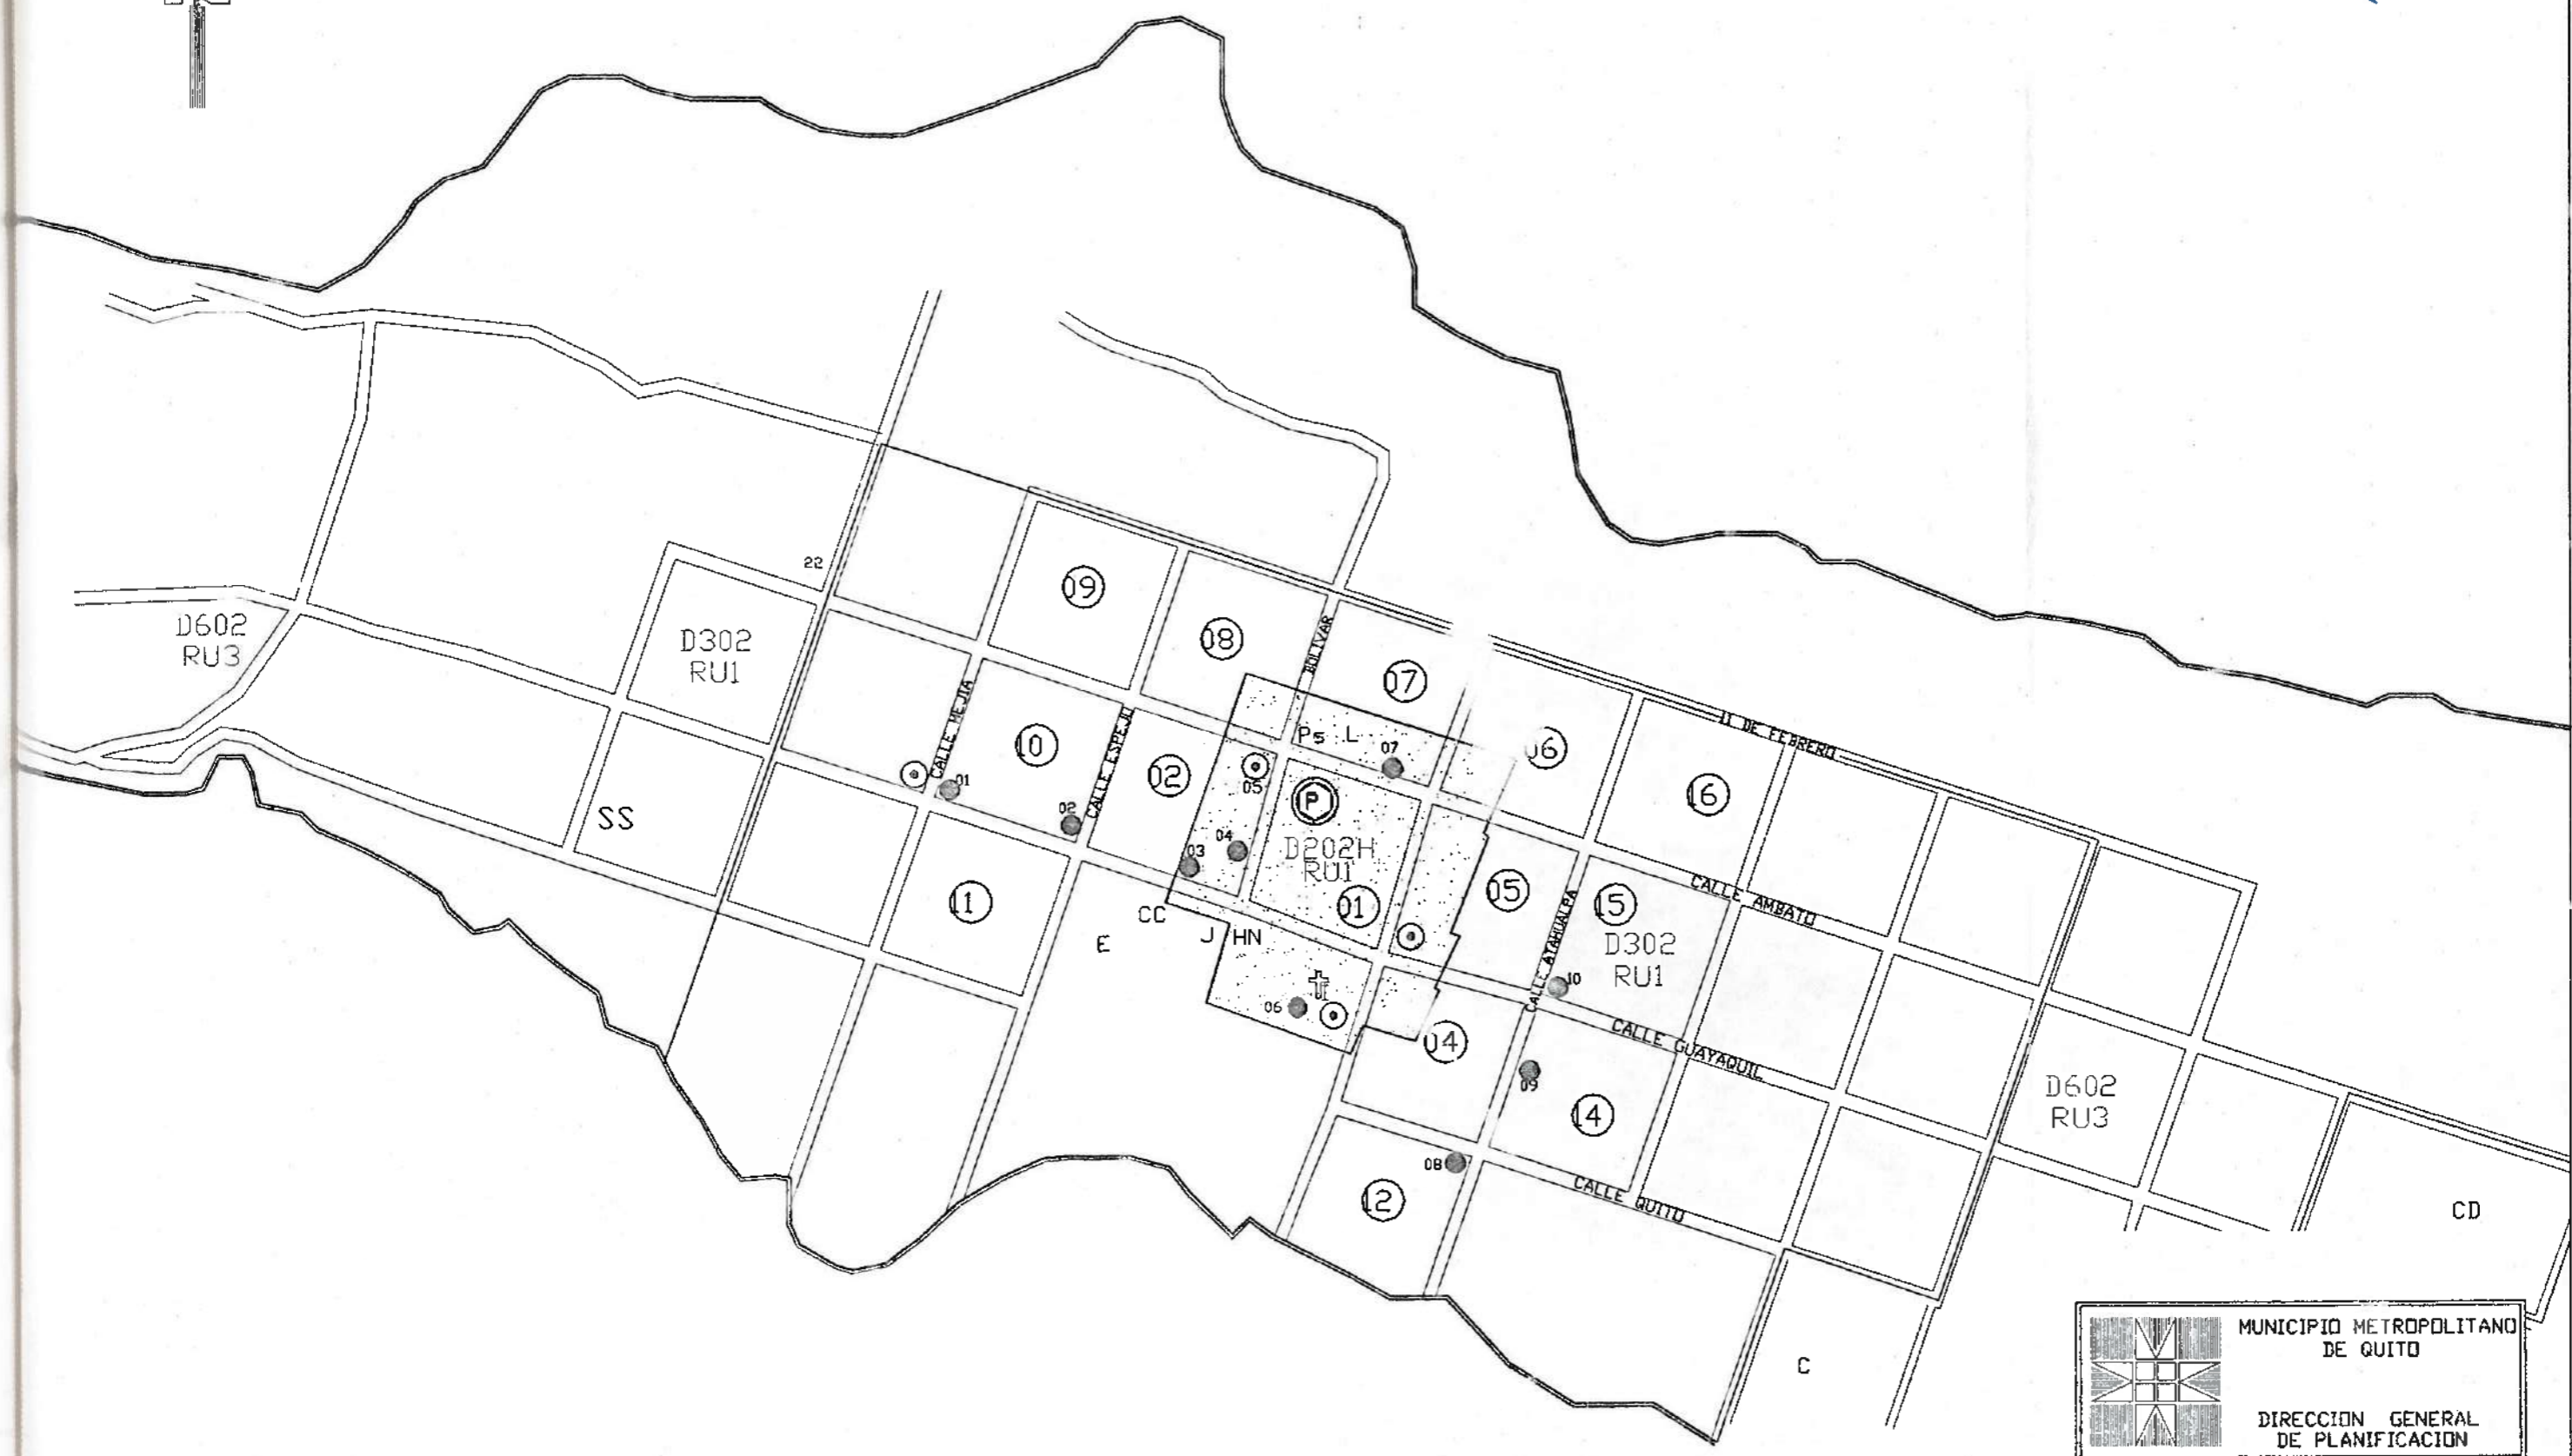 22
09
08
BOLIVAR
07
06
D602
RU3
D302
RU1
CALLE MEJIA
10
CALLE ESPEJO
02
P5 L
07
11 DE FEBRERO
16
01
02
05
P
SS
03
04
D202H
RU1
01
05
15
CALLE AMBATO
11
CC
E
J HN
CALLE ATAHUALPA
D302
RU1
10
06
04
CALLE GUAYAQUIL
09
14
D602
RU3
08
12
CALLE QUITO
CD
C
MUNICIPIO METROPOLITANO
DE QUITO
DIRECCION GENERAL
DE PLANIFICACION